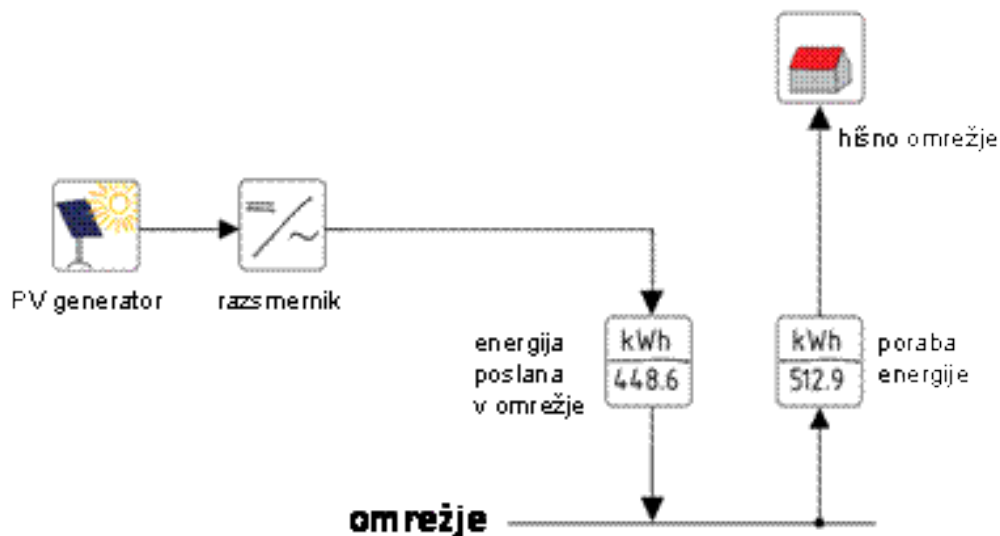 hišno omrežje
PV generator
razsmernik
energija
poslana
v omrežje
kWh
448.6
kWh
512.9
poraba
energije
omrežje